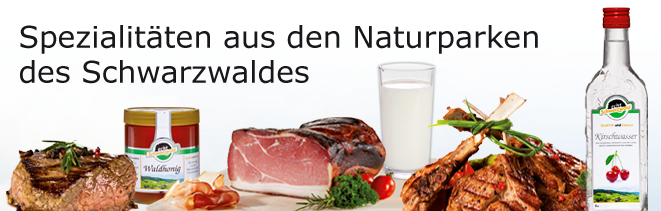 Spezialitäten aus den Naturparken
des Schwarzwaldes
Waldhonig
Kirschwasser